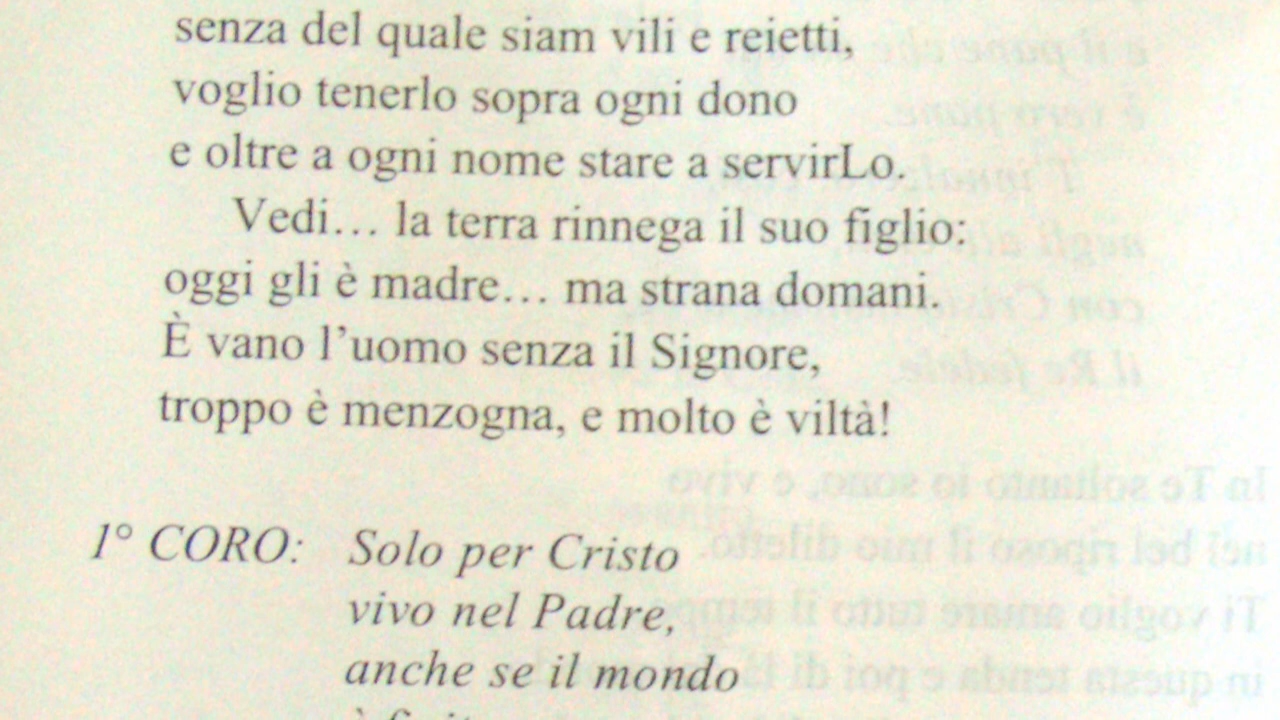 senza del quale siam vili e reietti,
voglio tenerlo sopra ogni dono
e oltre a ogni nome stare a servirLo.
Vedi… la terra rinnega il suo figlio:
oggi gli è madre… ma strana domani.
È vano l’uomo senza il Signore,
troppo è menzogna, e molto è viltà!
1° CORO: Solo per Cristo
vivo nel Padre,
anche se il mondo